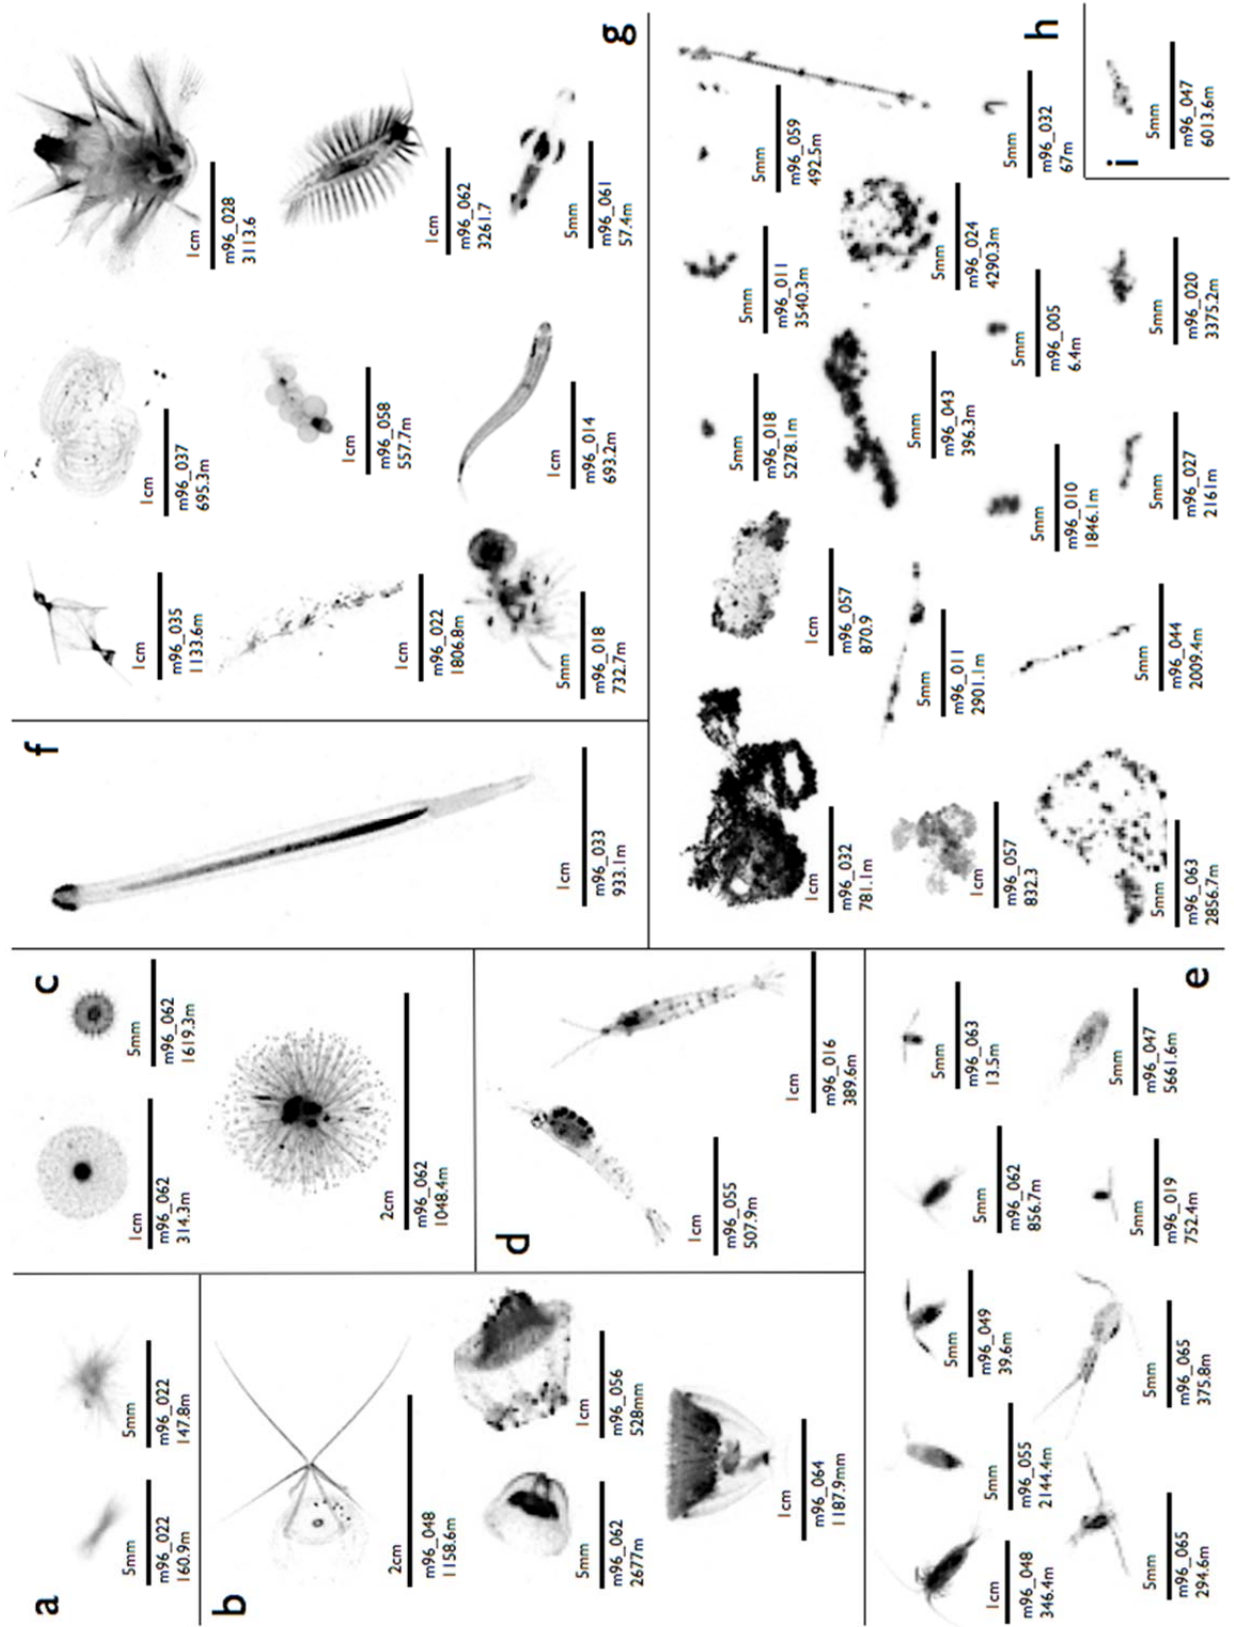 a
5mm
m96_022
160.9m
5mm
m96_022
147.8m
b
2cm
m96_048
1158.6m
5mm
m96_062
2677m
1cm
m96_056
528mm
1cm
m96_064
1187.9mm
c
1cm
m96_062
314.3m
5mm
m96_062
1619.3m
2cm
m96_062
1048.4m
d
1cm
m96_055
507.9m
1cm
m96_016
389.6m
e
1cm
m96_048
346.4m
5mm
m96_055
2144.4m
5mm
m96_049
39.6m
5mm
m96_062
856.7m
5mm
m96_063
13.5m
5mm
m96_065
294.6m
5mm
m96_065
375.8m
5mm
m96_019
752.4m
5mm
m96_047
5661.6m
f
1cm
m96_033
933.1m
g
1cm
m96_035
1133.6m
1cm
m96_037
695.3m
1cm
m96_028
3113.6
1cm
m96_022
1806.8m
1cm
m96_058
557.7m
1cm
m96_062
3261.7
5mm
m96_018
732.7m
1cm
m96_014
693.2m
5mm
m96_061
57.4m
h
1cm
m96_032
781.1m
1cm
m96_057
870.9
5mm
m96_018
5278.1m
5mm
m96_011
3540.3m
5mm
m96_059
492.5m
1cm
m96_057
832.3
5mm
m96_011
2901.1m
5mm
m96_043
396.3m
5mm
m96_024
4290.3m
5mm
m96_010
1846.1m
5mm
m96_005
6.4m
5mm
m96_032
67m
5mm
m96_063
2856.7m
5mm
m96_044
2009.4m
5mm
m96_027
2161m
5mm
m96_020
3375.2m
i
5mm
m96_047
6013.6m